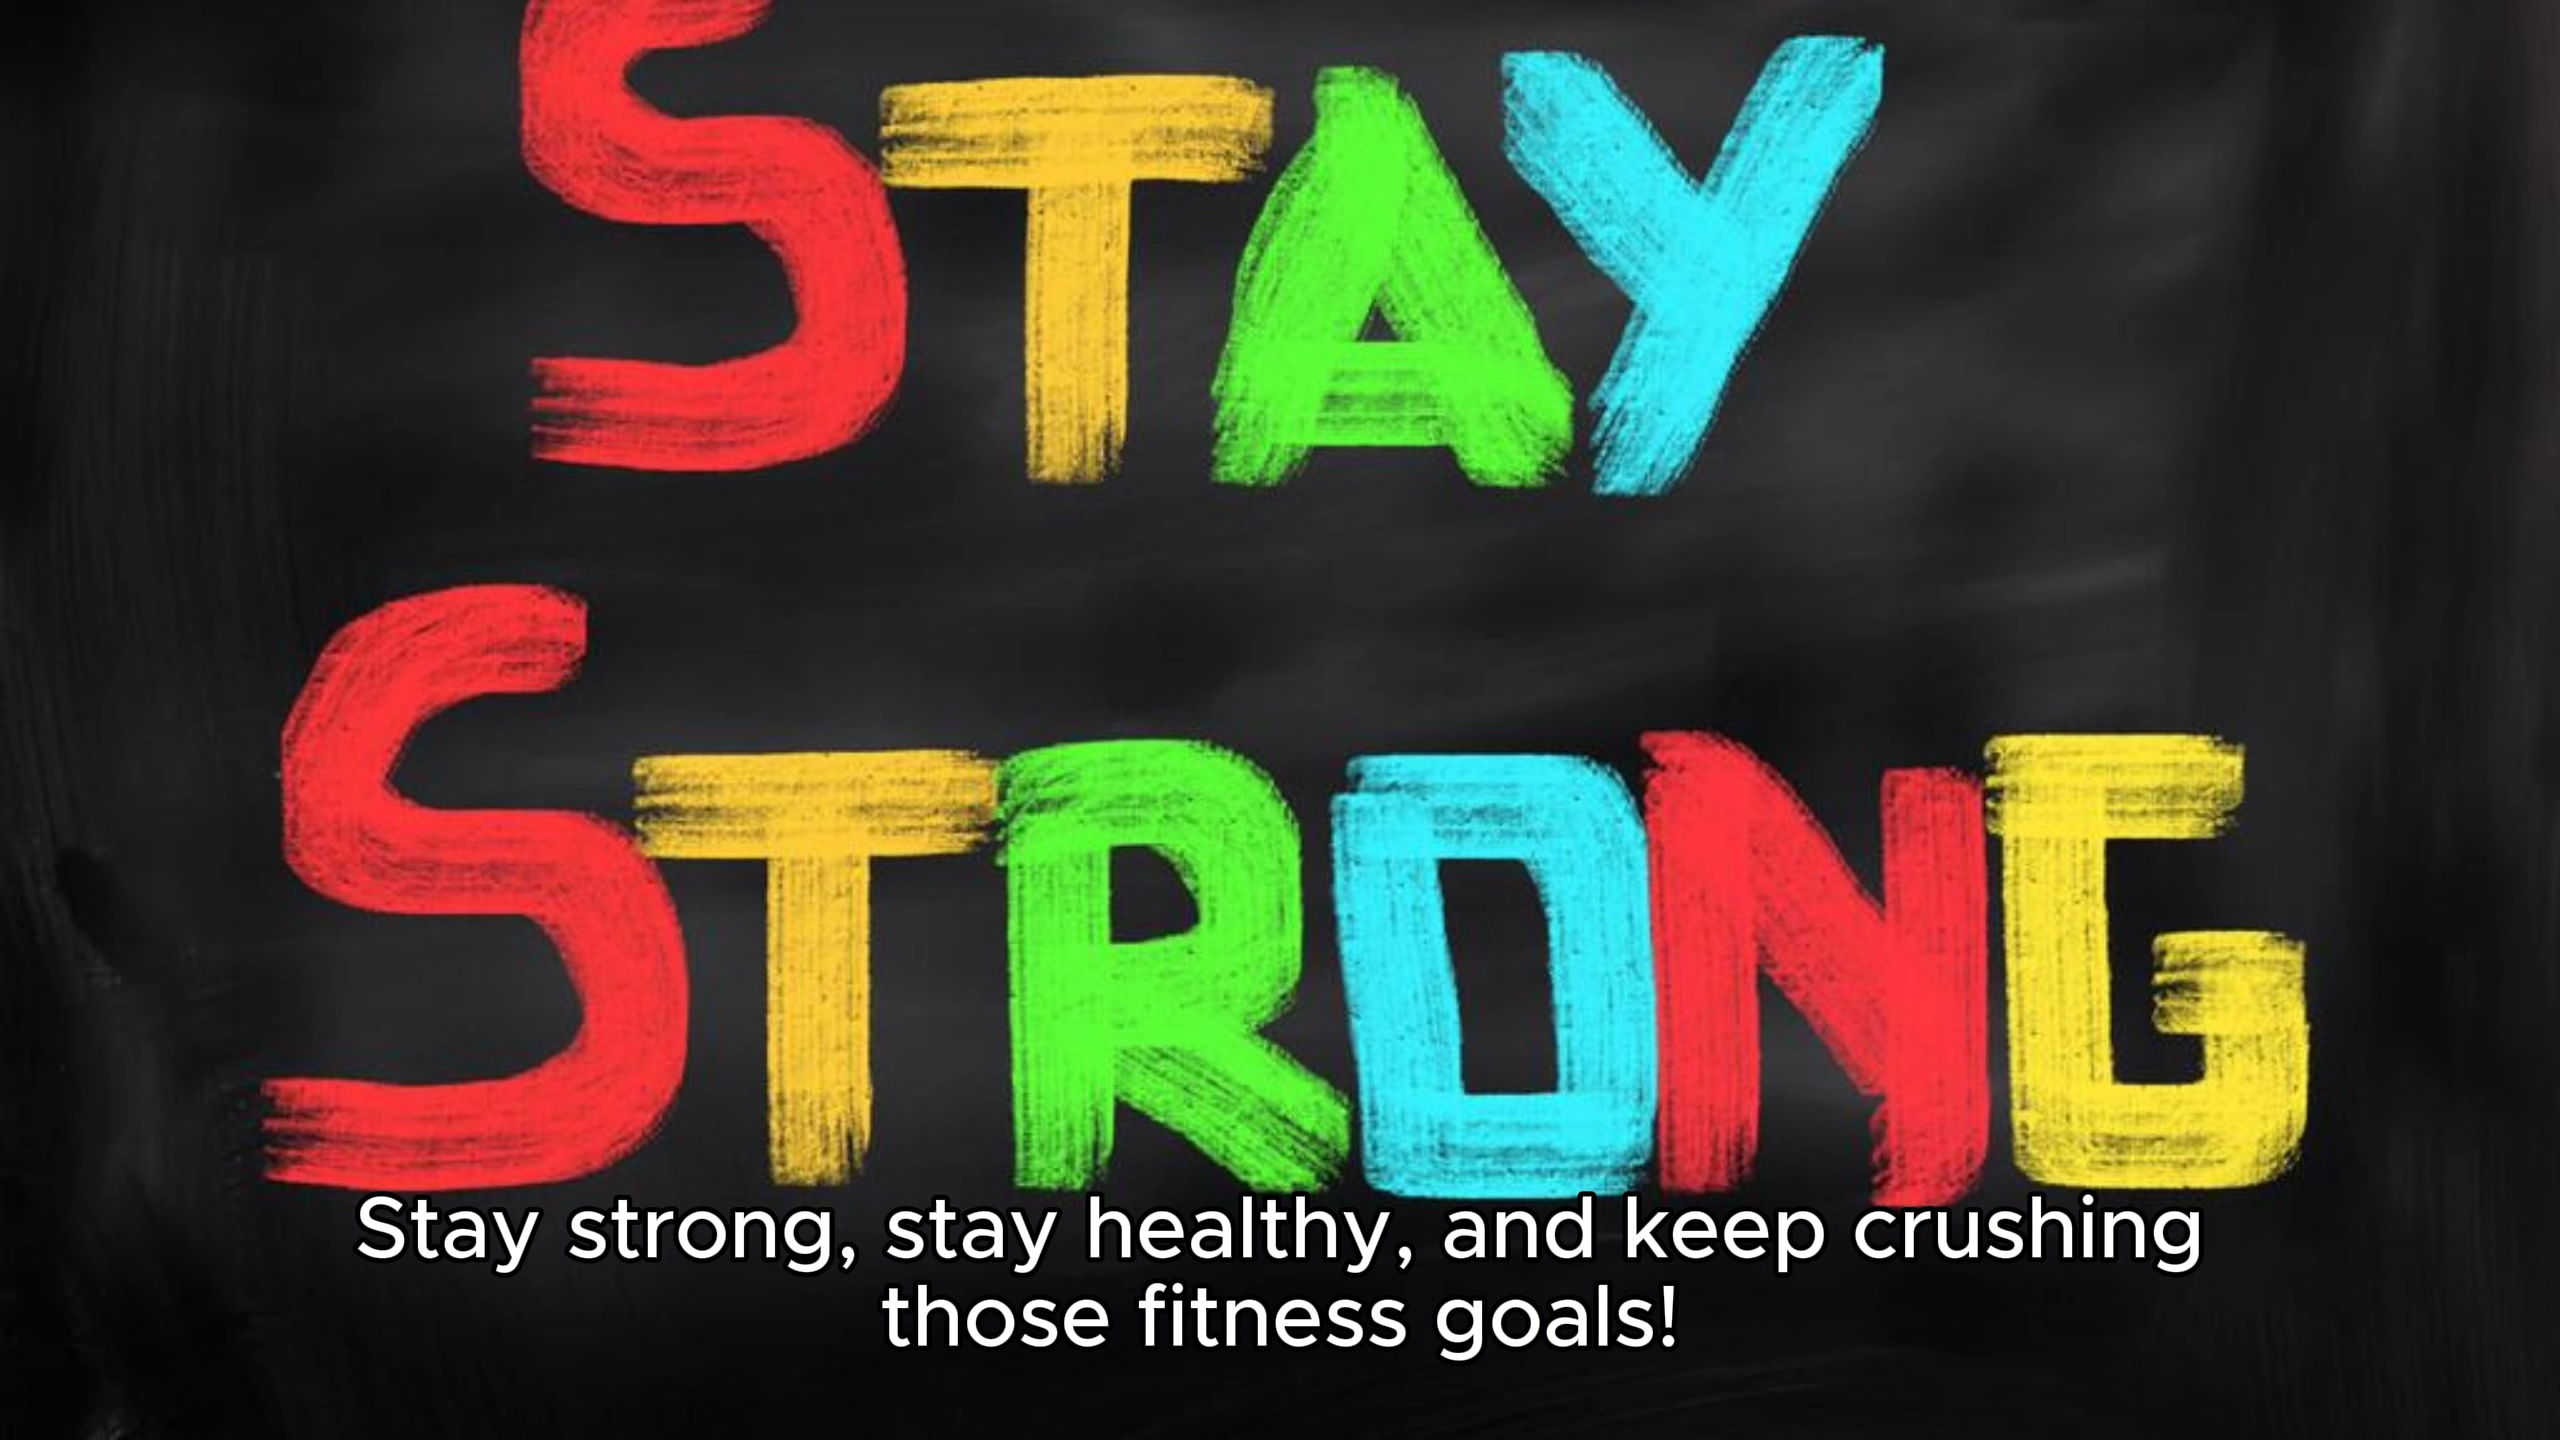 STAY
STRONG
Stay strong, stay healthy, and keep crushing
those fitness goals!